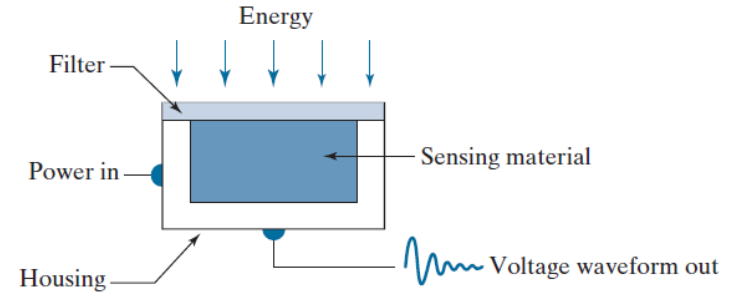 Energy
Filter
Sensing material
Power in
Voltage waveform out
Housing